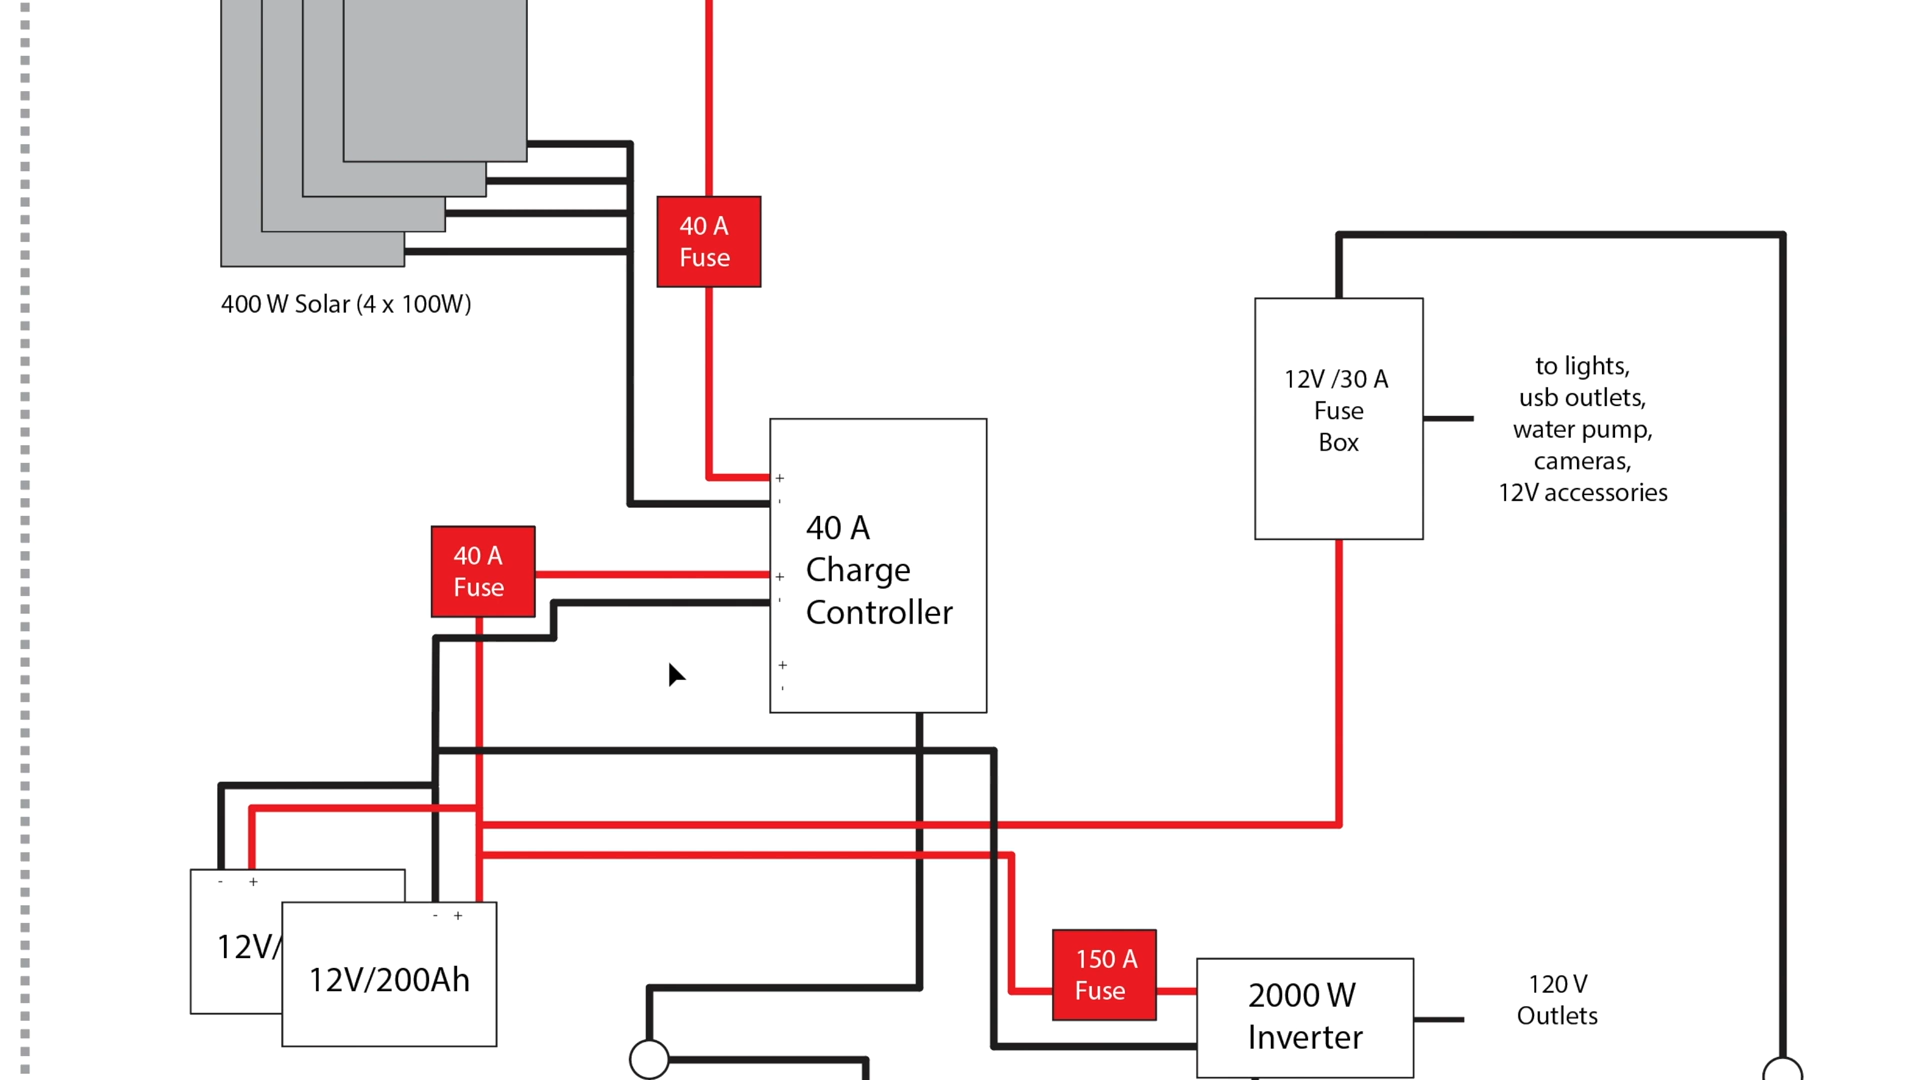 40 A
Fuse
400 W Solar (4 x 100W)
12V /30 A
Fuse
Box
to lights,
usb outlets,
water pump,
cameras,
12V accessories
+
-
40 A
Charge
Controller
+
-
+
-
40 A
Fuse
- +
12V/
- +
12V/200Ah
150 A
Fuse
2000 W
Inverter
120 V
Outlets